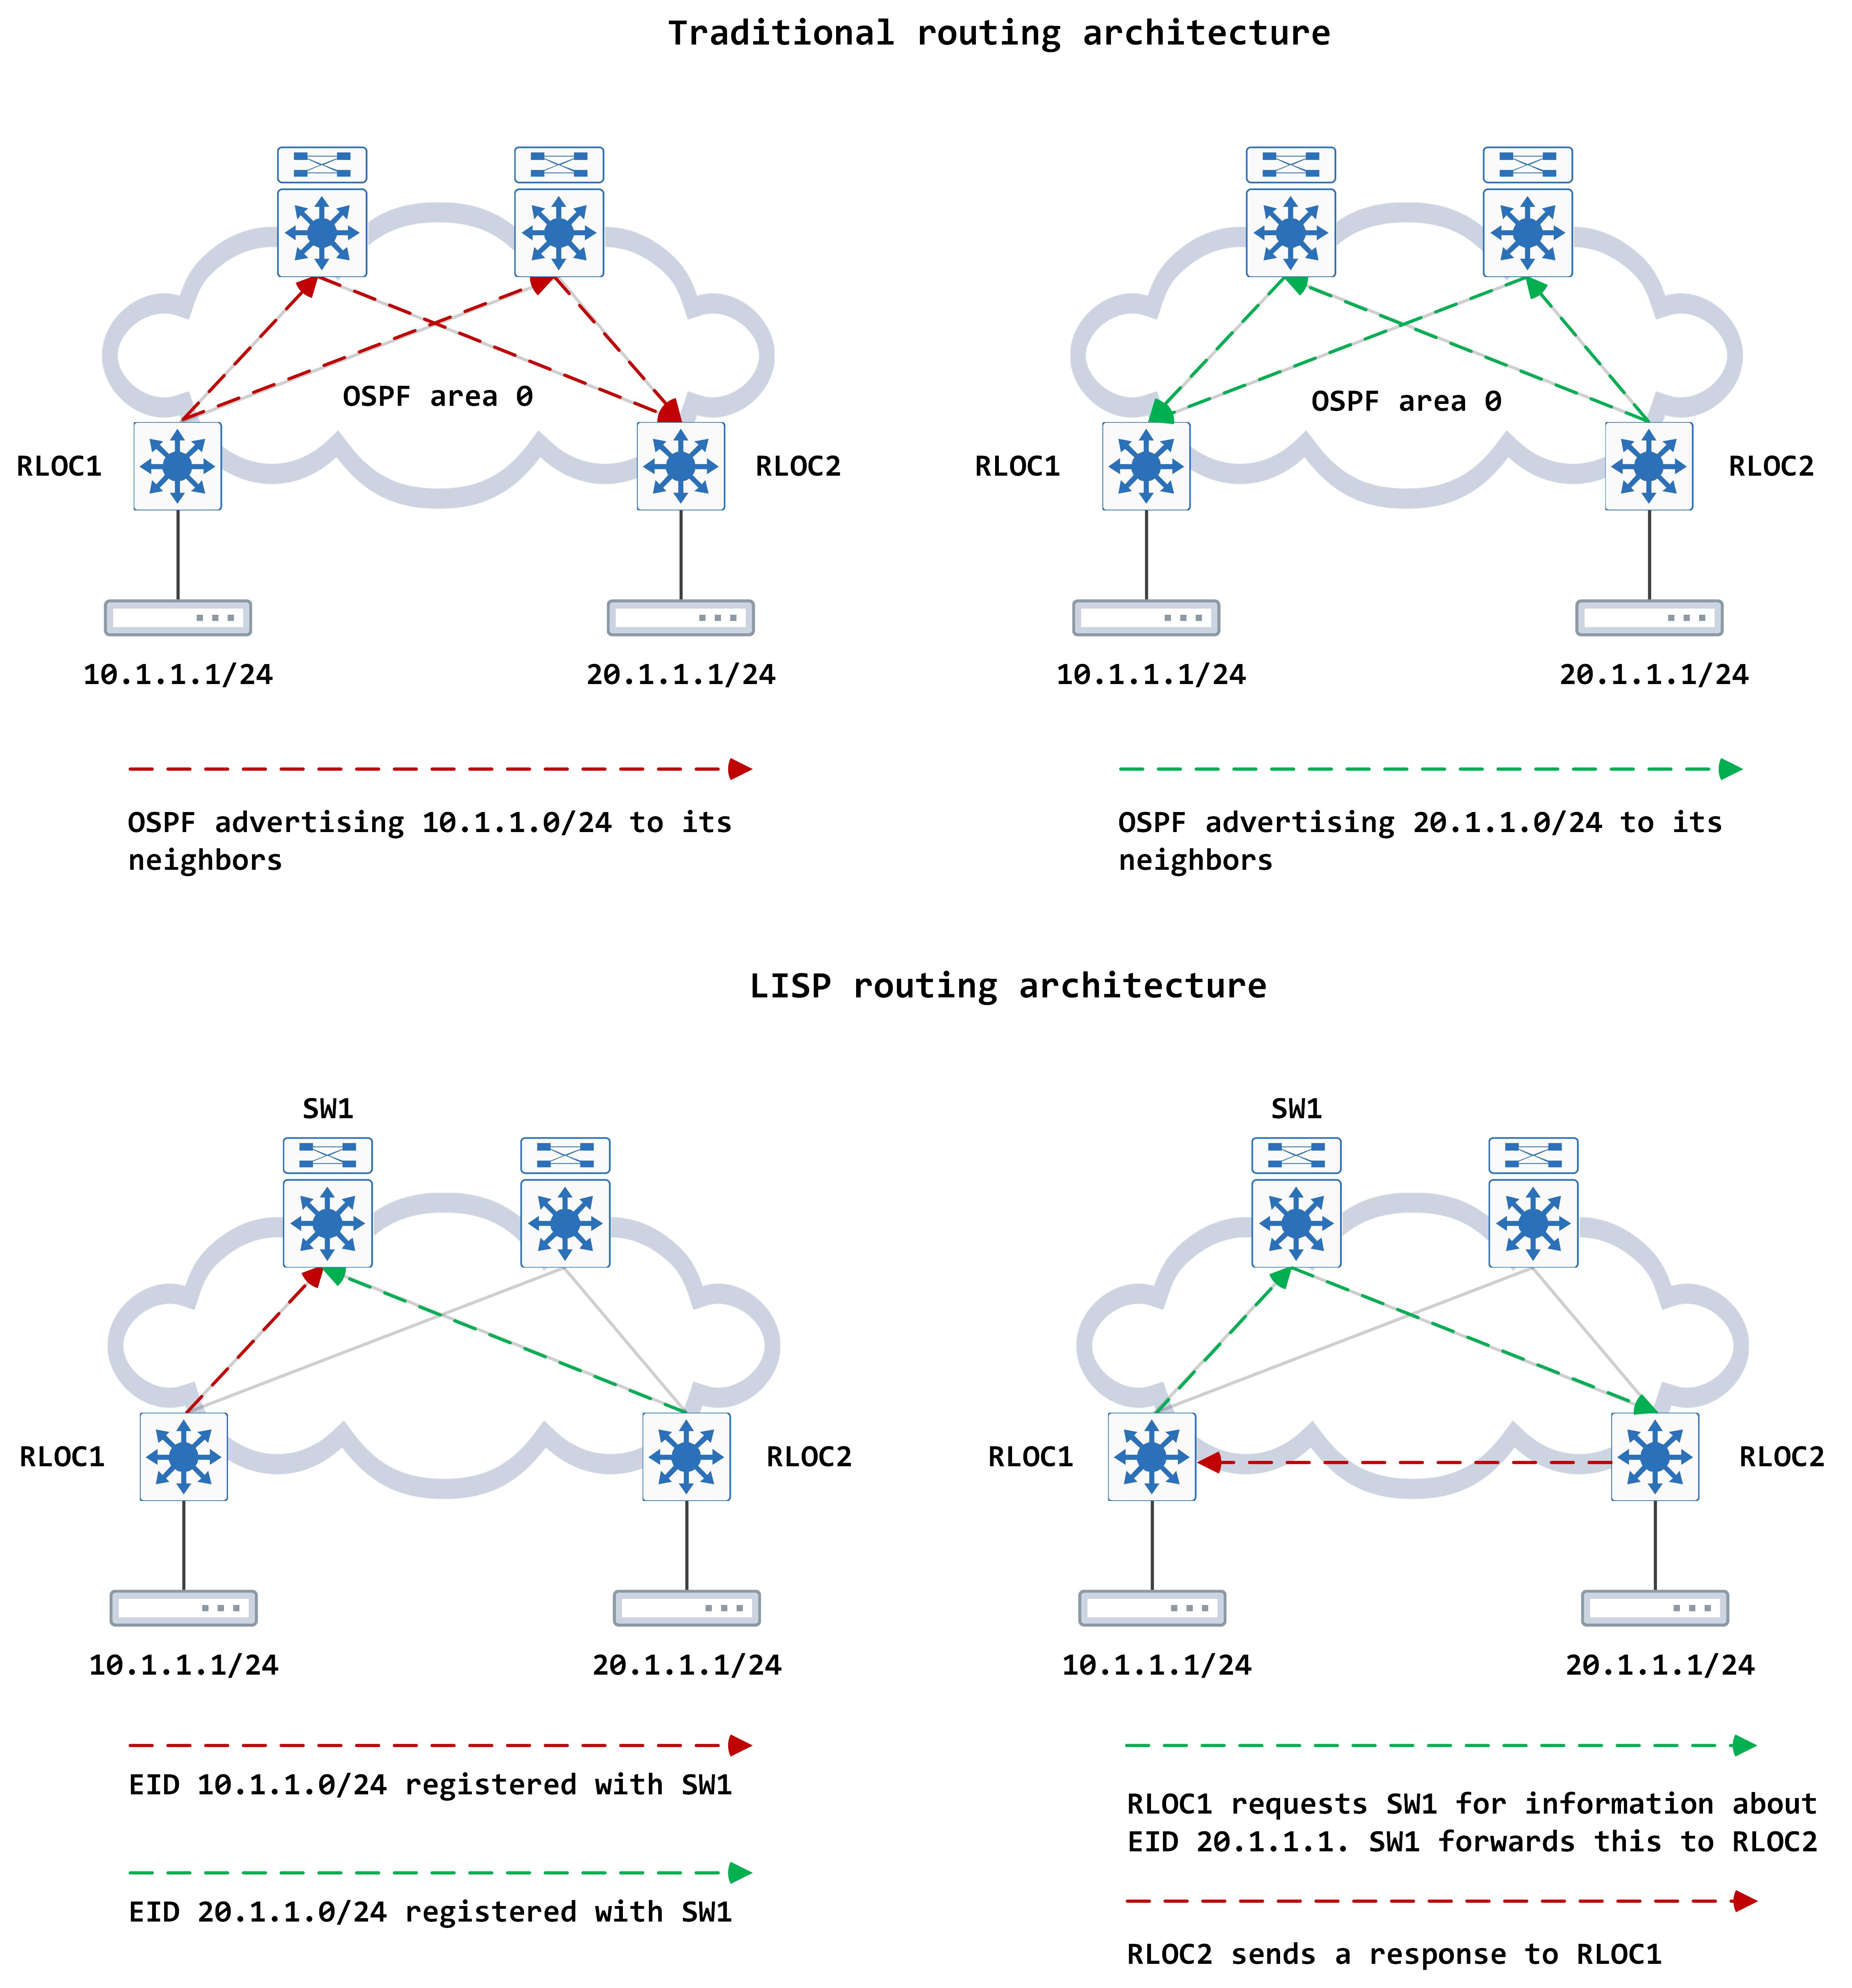 Traditional routing architecture
OSPF area 0
RLOC1
RLOC2
10.1.1.1/24
20.1.1.1/24
OSPF advertising 10.1.1.0/24 to its
neighbors
OSPF area 0
RLOC1
RLOC2
10.1.1.1/24
20.1.1.1/24
OSPF advertising 20.1.1.0/24 to its
neighbors
LISP routing architecture
SW1
RLOC1
RLOC2
10.1.1.1/24
20.1.1.1/24
EID 10.1.1.0/24 registered with SW1
EID 20.1.1.0/24 registered with SW1
SW1
RLOC1
RLOC2
10.1.1.1/24
20.1.1.1/24
RLOC1 requests SW1 for information about
EID 20.1.1.1. SW1 forwards this to RLOC2
RLOC2 sends a response to RLOC1